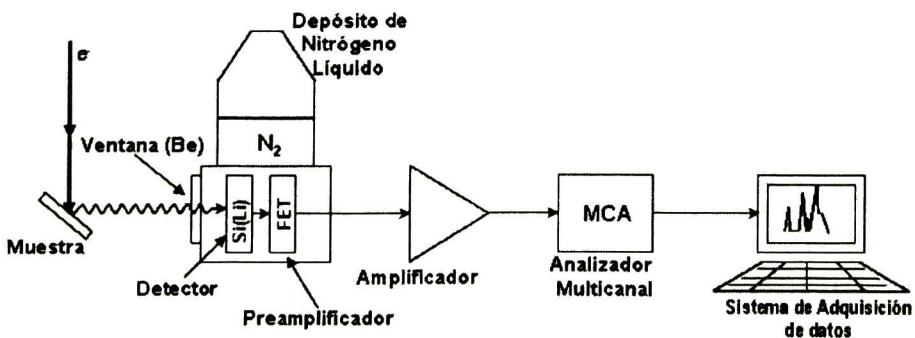 Depósito de
Nitrógeno
Líquido
e⁻
Ventana (Be)
N₂
Si(Li)
FET
MCA
Muestra
Detector
Preamplificador
Amplificador
Analizador
Multicanal
Sistema de Adquisición
de datos